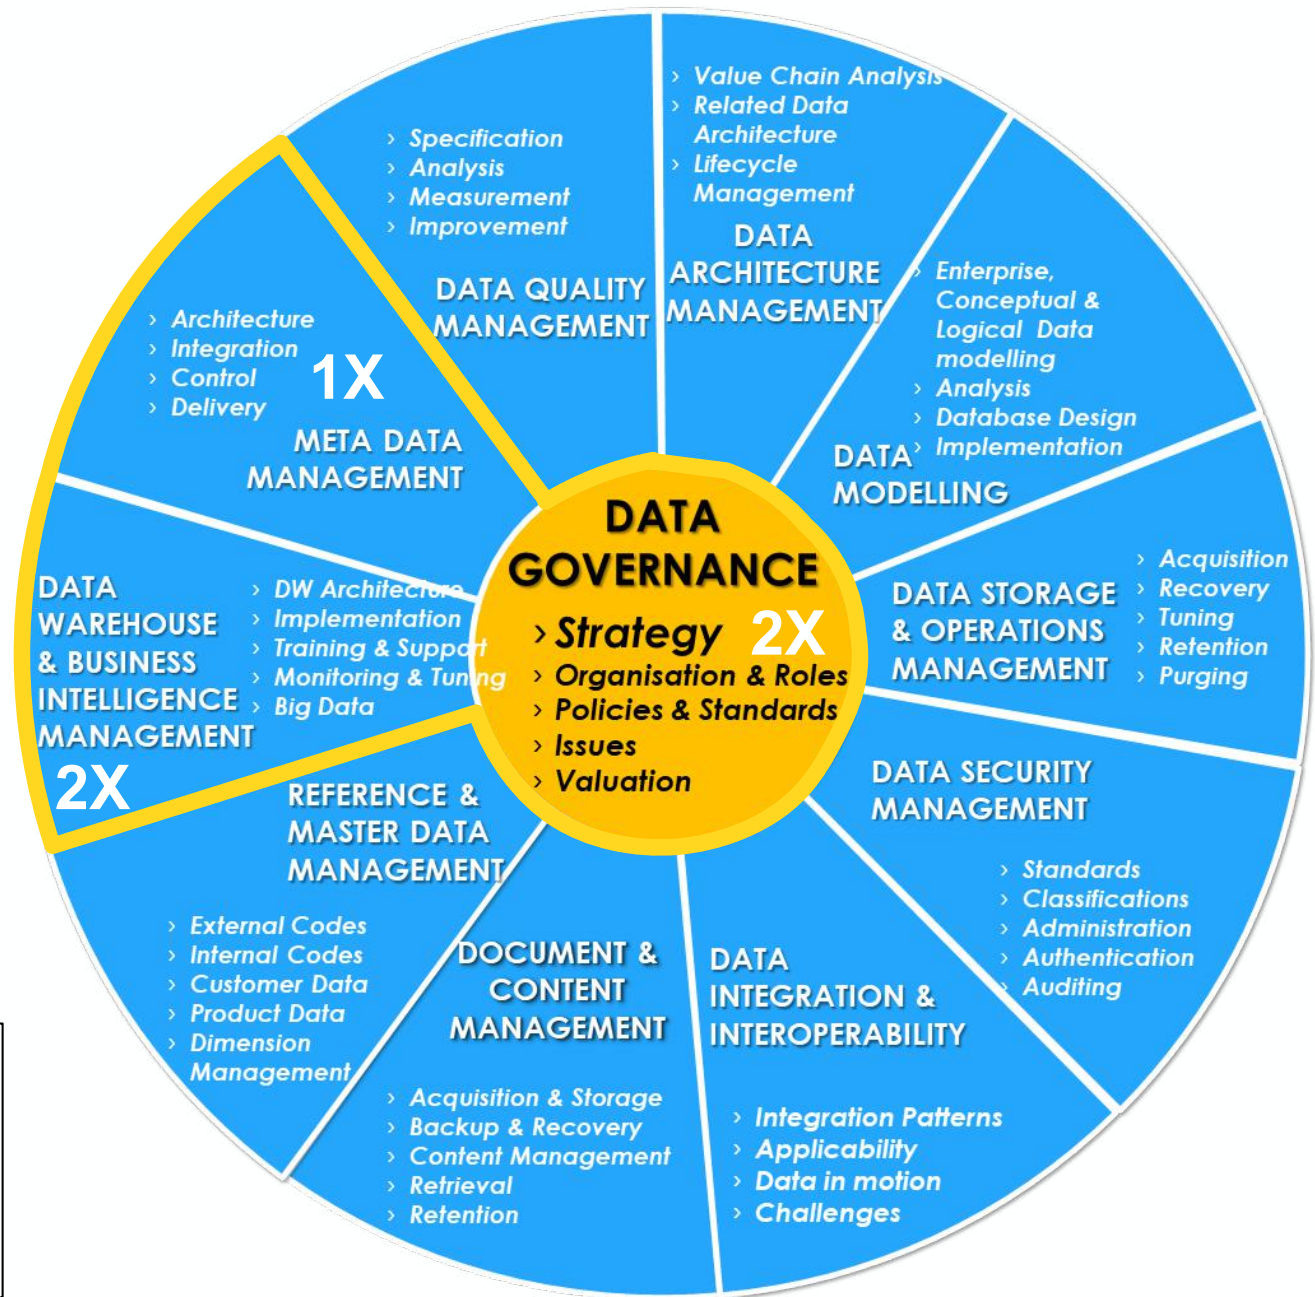 › Value Chain Analysis
› Related Data
Architecture
› Lifecycle
Management
DATA
ARCHITECTURE
MANAGEMENT
› Enterprise,
Conceptual &
Logical Data
modelling
› Analysis
› Database Design
› Implementation
DATA
MODELLING
› Acquisition
› Recovery
› Tuning
› Retention
› Purging
DATA STORAGE
& OPERATIONS
MANAGEMENT
DATA SECURITY
MANAGEMENT
› Standards
› Classifications
› Administration
› Authentication
› Auditing
DATA
INTEGRATION &
INTEROPERABILITY
› Integration Patterns
› Applicability
› Data in motion
› Challenges
DOCUMENT &
CONTENT
MANAGEMENT
› Acquisition & Storage
› Backup & Recovery
› Content Management
› Retrieval
› Retention
REFERENCE &
MASTER DATA
MANAGEMENT
› External Codes
› Internal Codes
› Customer Data
› Product Data
› Dimension
Management
DATA
WAREHOUSE
& BUSINESS
INTELLIGENCE
MANAGEMENT
2X
› DW Architecture
› Implementation
› Training & Support
› Monitoring & Tuning
› Big Data
› Architecture
› Integration
› Control
› Delivery
1X
META DATA
MANAGEMENT
› Specification
› Analysis
› Measurement
› Improvement
DATA QUALITY
MANAGEMENT
DATA
GOVERNANCE
› Strategy
2X
› Organisation & Roles
› Policies & Standards
› Issues
› Valuation